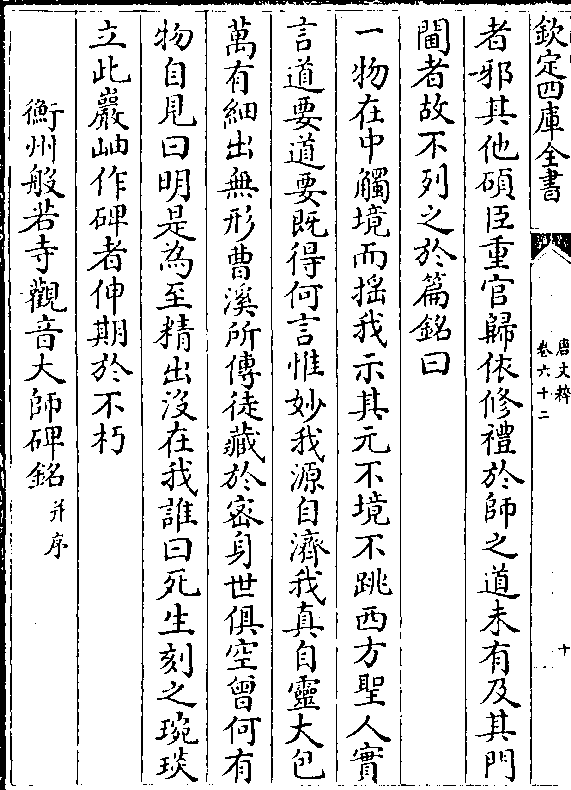 欽定四庫全書
唐文粹
卷六十二
十
者邪其他碩臣重官歸依修禮於師之道未有及其門
閫者故不列之於篇銘曰
一物在中觸境而揺我示其元不境不跳西方聖人實
言道要道要既得何言惟妙我源自濟我真自靈大包
萬有細出無形曹溪所傳徒藏於密身世俱空曾何有
物自見曰明是為至精出沒在我誰曰死生刻之琬琰
立此巖岫作碑者伸期於不朽
衡州般若寺觀音大師碑銘并序